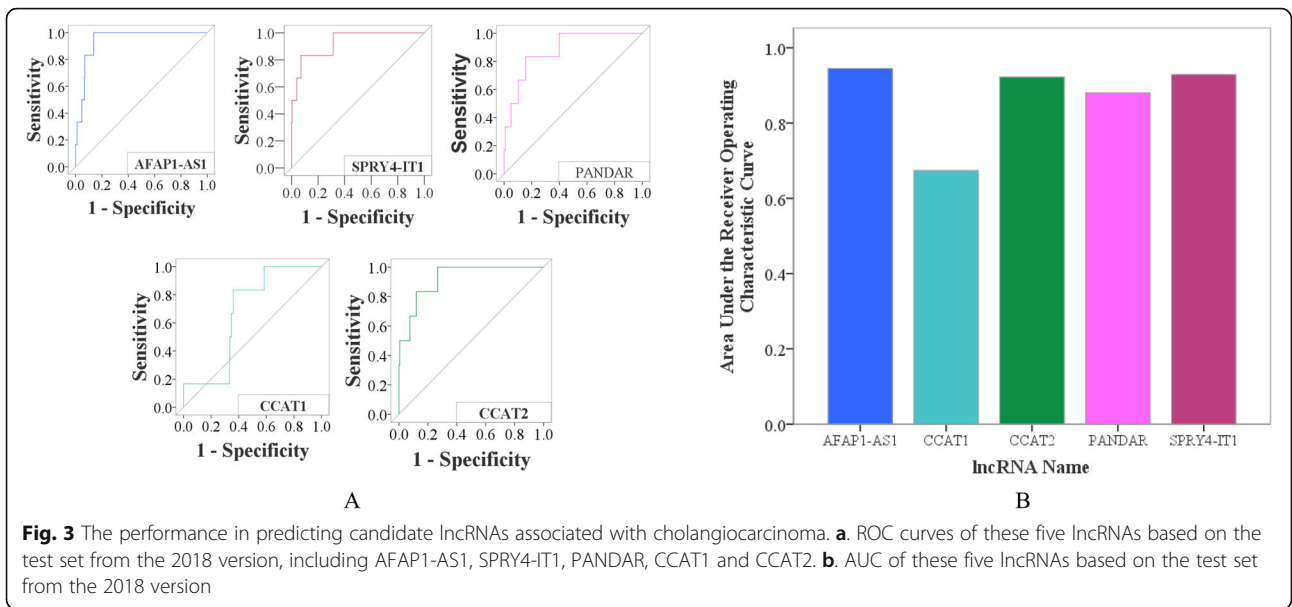 1.0
0.8
0.6
0.4
0.2
0.0
Sensitivity
AFAP1-AS1
0.0 0.2 0.4 0.6 0.8 1.0
1 - Specificity
1.0
0.8
0.6
0.4
0.2
0.0
Sensitivity
SPRY4-IT1
0.0 0.2 0.4 0.6 0.8 1.0
1 - Specificity
1.0
0.8
0.6
0.4
0.2
0.0
Sensitivity
PANDAR
0.0 0.2 0.4 0.6 0.8 1.0
1 - Specificity
1.0
0.8
0.6
0.4
0.2
0.0
Sensitivity
CCAT1
0.0 0.2 0.4 0.6 0.8 1.0
1 - Specificity
1.0
0.8
0.6
0.4
0.2
0.0
Sensitivity
CCAT2
0.0 0.2 0.4 0.6 0.8 1.0
1 - Specificity
A
Area Under the Receiver Operating
Characteristic Curve
1.0
0.8
0.6
0.4
0.2
0.0
AFAP1-AS1 CCAT1 CCAT2 PANDAR SPRY4-IT1
lncRNA Name
B
Fig. 3 The performance in predicting candidate lncRNAs associated with cholangiocarcinoma. a. ROC curves of these five lncRNAs based on the
test set from the 2018 version, including AFAP1-AS1, SPRY4-IT1, PANDAR, CCAT1 and CCAT2. b. AUC of these five lncRNAs based on the test set
from the 2018 version